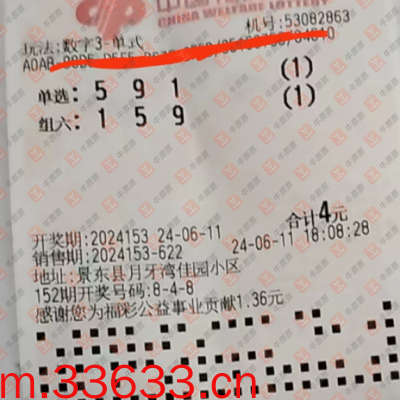 CHINA WELFARE LOTTERY
机号:53082863
玩法:数字3-单式
单选: 5 9 1 (1)
组六: 1 5 9 (1)
合计4元
开奖期:2024153 24-06-11
销售期:2024153-622 24-06-11 18:08:28
地址:景东县月牙湾佳园小区
152期开奖号码:8-4-8
感谢您为福彩公益事业贡献1.36元
m.33633.cn